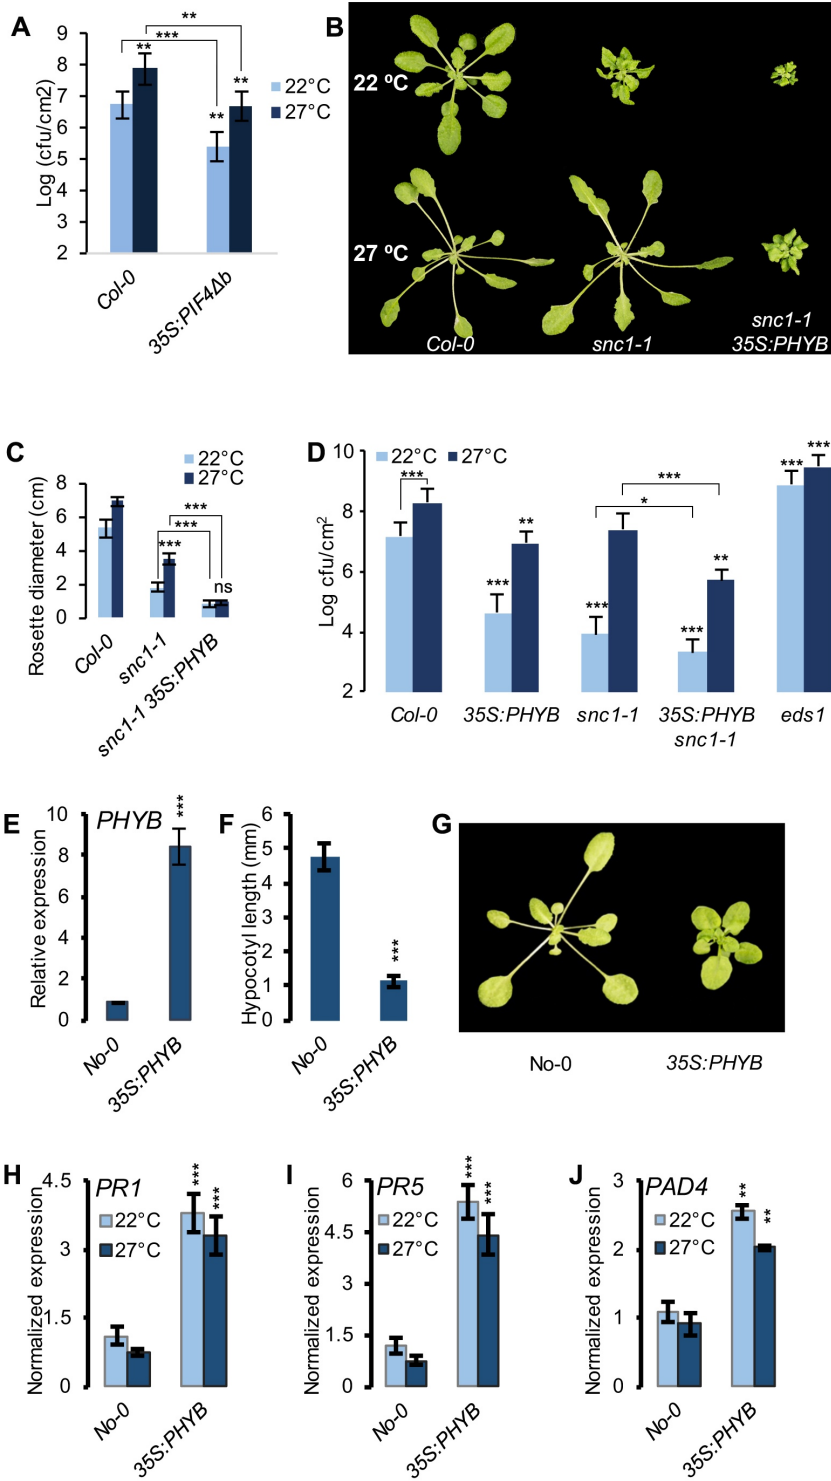 A
Log (cfu/cm2)
9
8
7
6
5
4
3
2
**
***
**
**
**
22°C
27°C
Col-0
35S:PIF4Δb
B
22 ºC
27 ºC
Col-0
snc1-1
snc1-1
35S:PHYB
C
Rosette diameter (cm)
22°C
27°C
8
6
4
2
0
***
***
***
ns
Col-0
snc1-1
snc1-1 35S:PHYB
D
Log cfu/cm2
22°C
27°C
10
8
6
4
2
***
***
**
***
*
***
***
**
***
***
Col-0
35S:PHYB
snc1-1
35S:PHYB
snc1-1
eds1
E
PHYB
Relative expression
10
8
6
4
2
0
***
No-0
35S:PHYB
F
Hypocotyl length (mm)
6
5
4
3
2
1
0
***
No-0
35S:PHYB
G
No-0
35S:PHYB
H
PR1
Normalized expression
4.5
3
1.5
0
22°C
27°C
***
***
No-0
35S:PHYB
I
PR5
Normalized expression
6
4.5
3
1.5
0
22°C
27°C
***
***
No-0
35S:PHYB
J
PAD4
Normalized expression
3
2
1
0
22°C
27°C
**
**
No-0
35S:PHYB